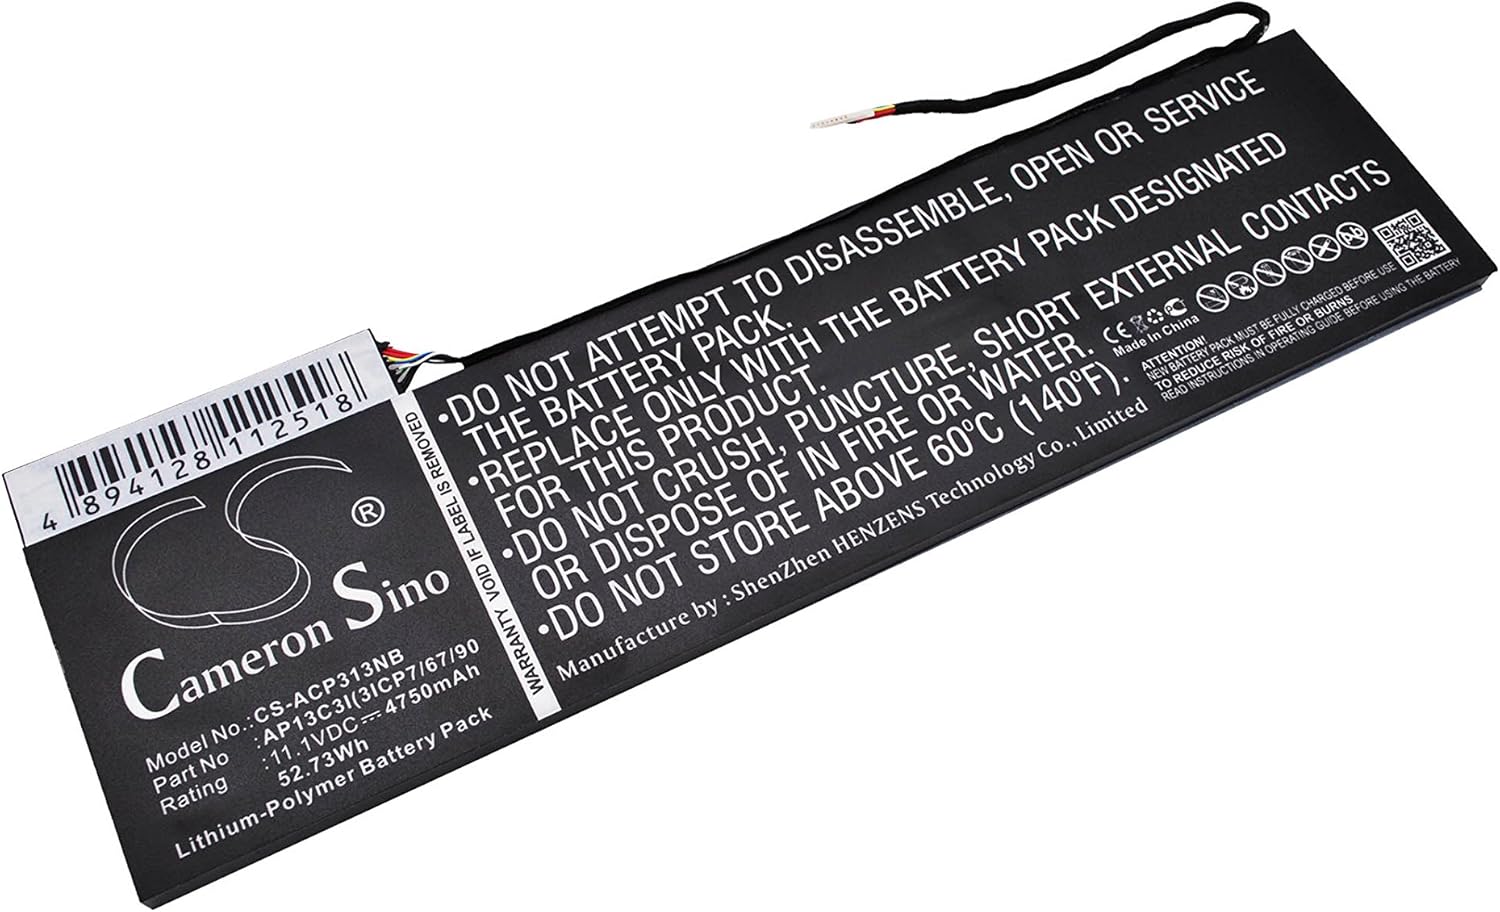 4 894128 112518
CS
®
Cameron Sino
Model No.: CS-ACP313NB
Part No : AP13C3I(3ICP7/67/90
Rating : 11.1VDC⎓4750mAh
52.73Wh
Lithium-Polymer Battery Pack
WARRANTY VOID IF LABEL IS REMOVED
•DO NOT ATTEMPT TO DISASSEMBLE, OPEN OR SERVICE
THE BATTERY PACK.
•REPLACE ONLY WITH THE BATTERY PACK DESIGNATED
FOR THIS PRODUCT.
•DO NOT CRUSH, PUNCTURE, SHORT EXTERNAL CONTACTS
OR DISPOSE OF IN FIRE OR WATER.
•DO NOT STORE ABOVE 60°C (140°F).
Manufacture by : ShenZhen HENZENS Technology Co., Limited
CE
Made in China
ATTENTION!
NEW BATTERY PACK MUST BE FULLY CHARGED BEFORE USE
TO REDUCE RISK OF FIRE OR BURNS
READ INSTRUCTIONS IN OPERATING GUIDE BEFORE USING THE BATTERY